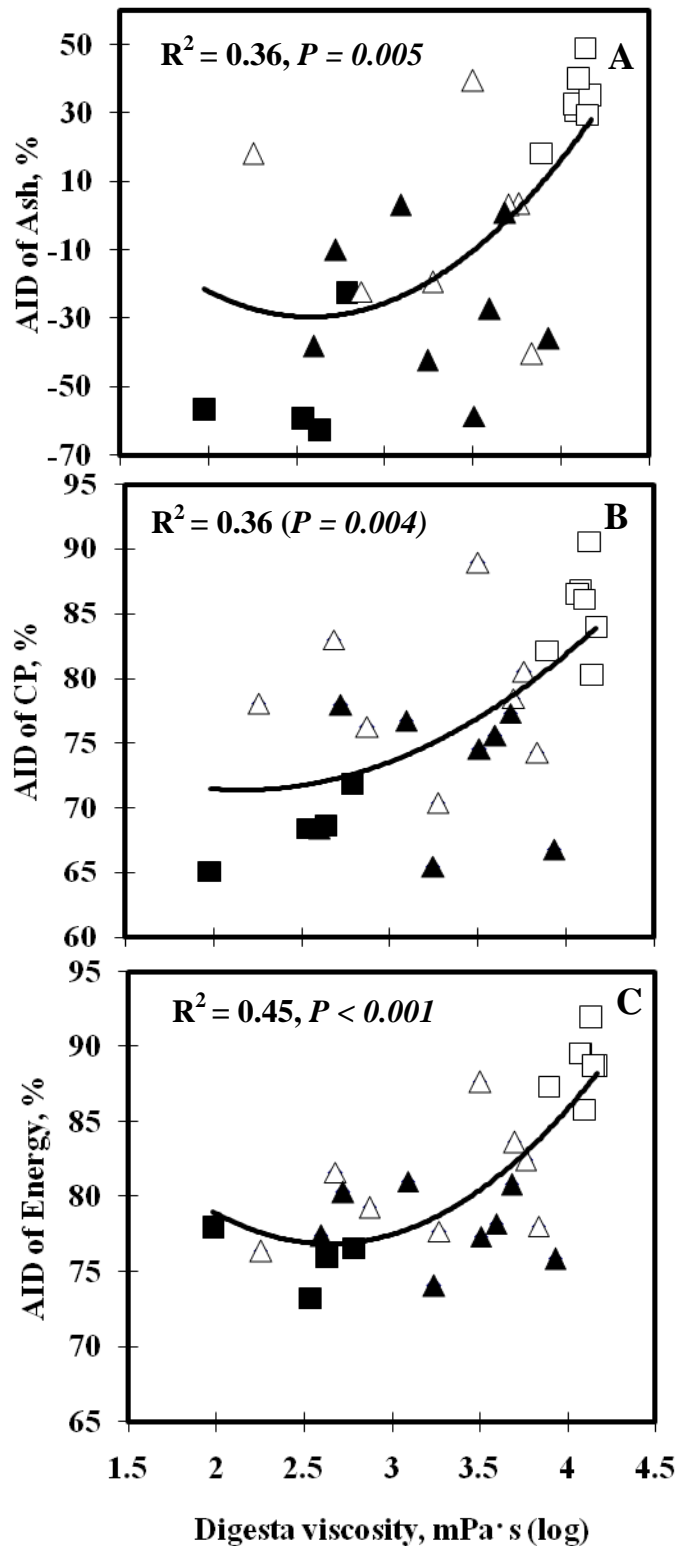 R² = 0.36, P = 0.005
A
AID of Ash, %
50
30
10
-10
-30
-50
-70
R² = 0.36 (P = 0.004)
B
AID of CP, %
95
90
85
80
75
70
65
60
R² = 0.45, P < 0.001
C
AID of Energy, %
95
90
85
80
75
70
65
1.5 2 2.5 3 3.5 4 4.5
Digesta viscosity, mPa·s (log)